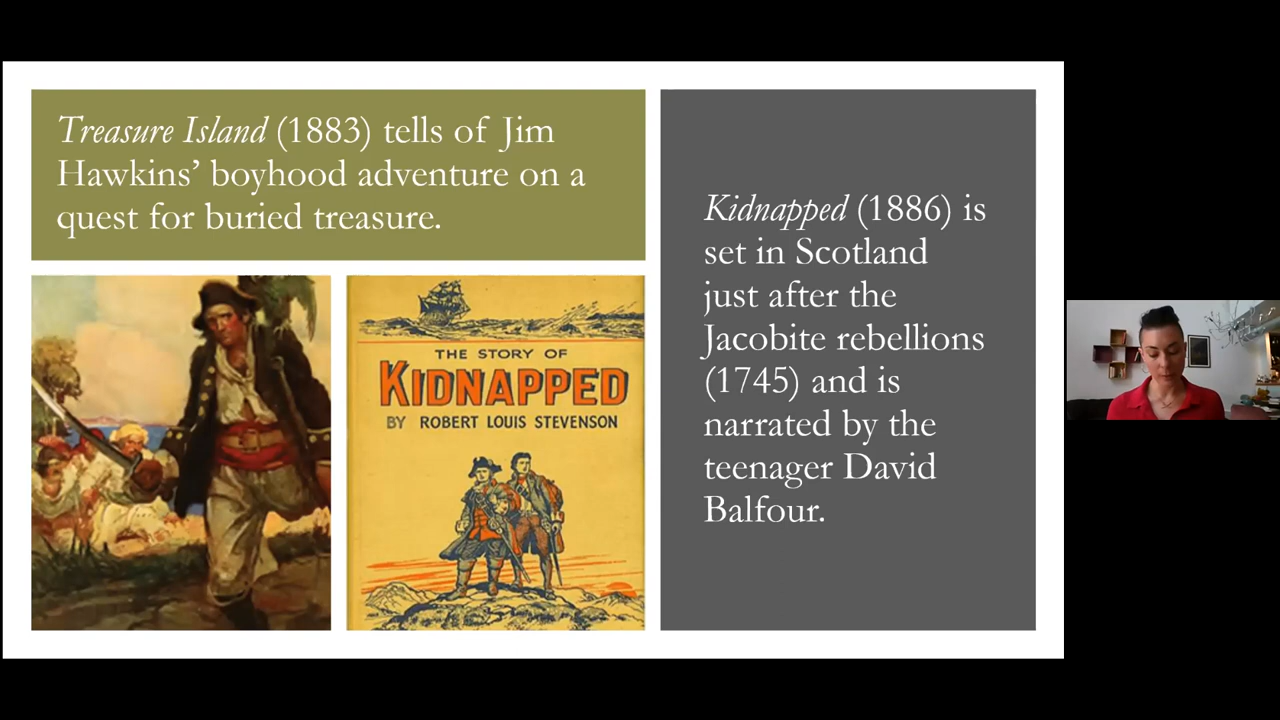 Treasure Island (1883) tells of Jim
Hawkins’ boyhood adventure on a
quest for buried treasure.
THE STORY OF
KIDNAPPED
BY ROBERT LOUIS STEVENSON
Kidnapped (1886) is
set in Scotland
just after the
Jacobite rebellions
(1745) and is
narrated by the
teenager David
Balfour.